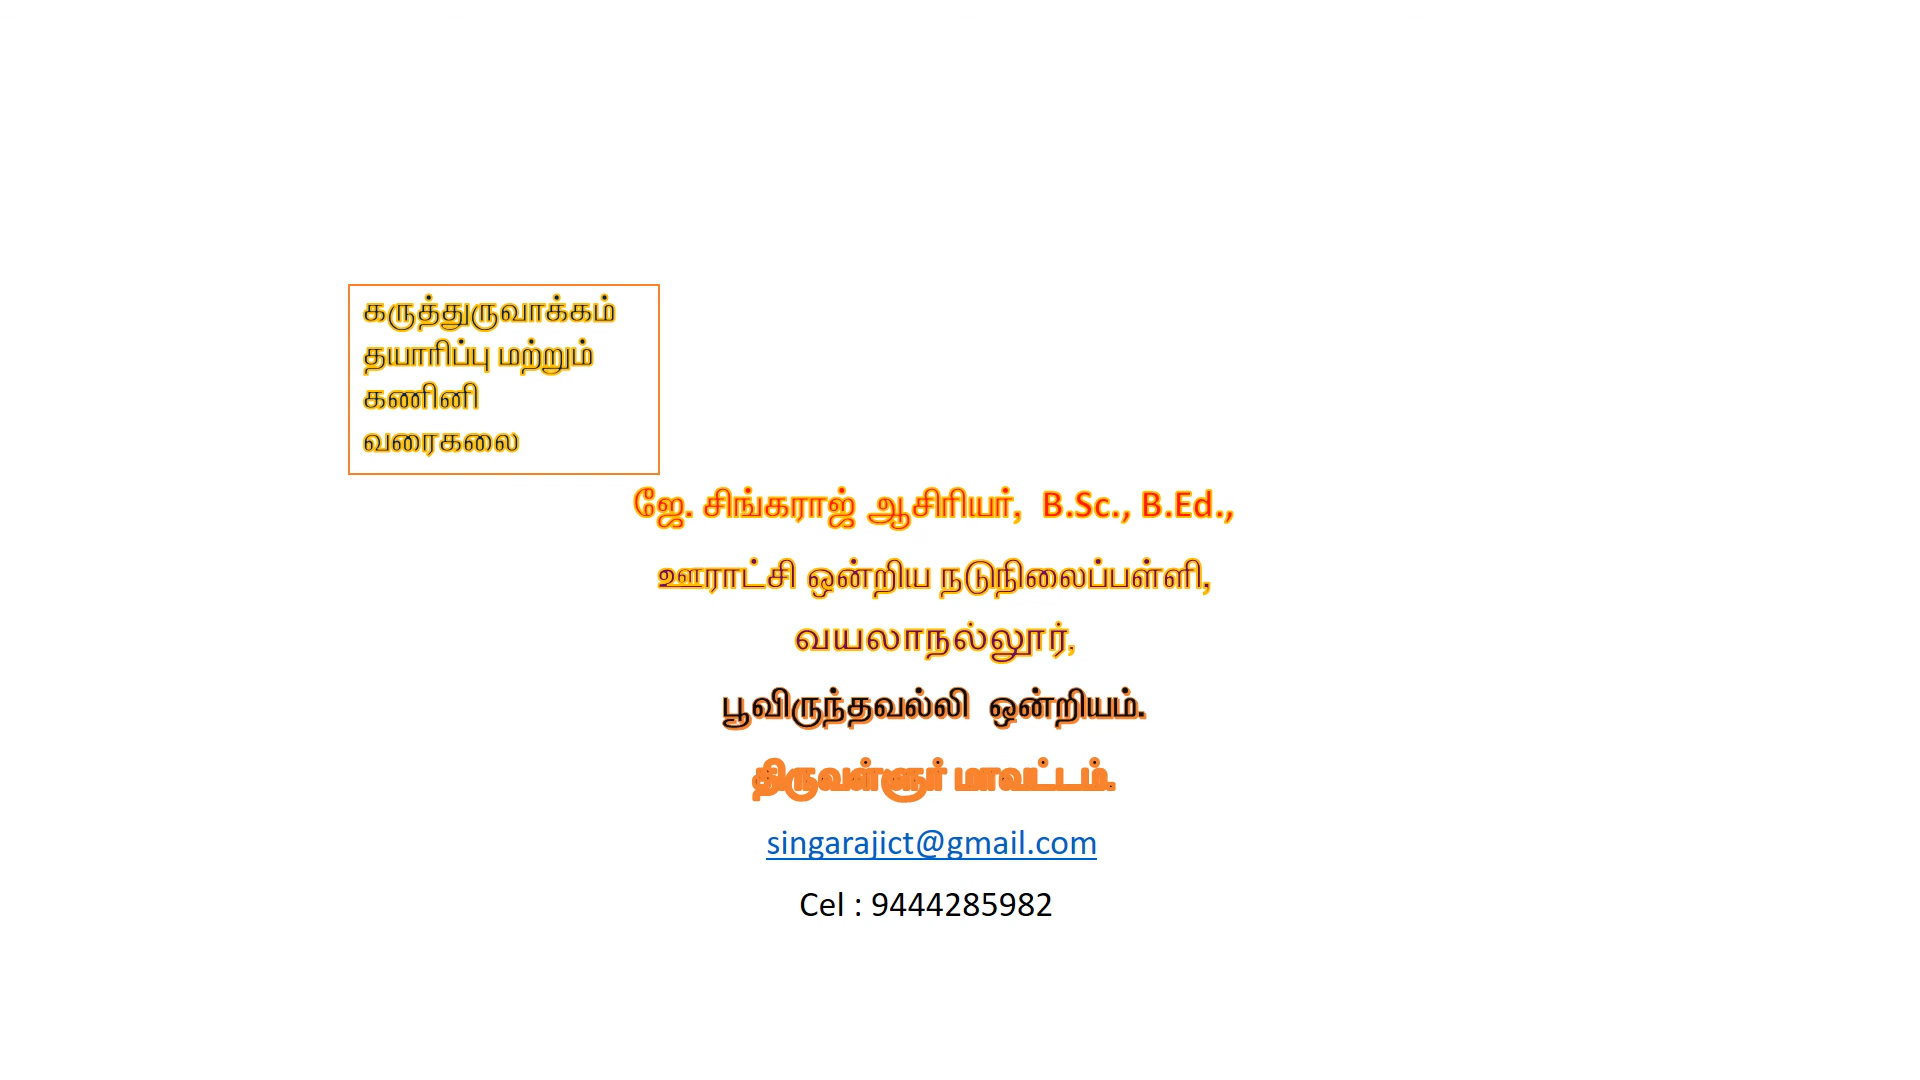 கருத்துருவாக்கம்
தயாரிப்பு மற்றும்
கணினி
வரைகலை
ஜே. சிங்கராஜ் ஆசிரியர், B.Sc., B.Ed.,
ஊராட்சி ஒன்றிய நடுநிலைப்பள்ளி,
வயலாநல்லூர்,
பூவிருந்தவல்லி ஒன்றியம்.
திருவள்ளூர் மாவட்டம்.
singarajict@gmail.com
Cel : 9444285982